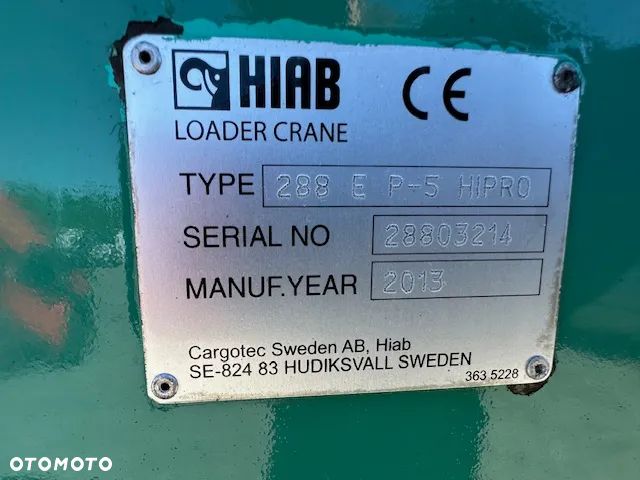 HIAB CE
LOADER CRANE
TYPE 288 E P-5 HIPRO
SERIAL NO 28803214
MANUF.YEAR 2013
Cargotec Sweden AB, Hiab
SE-824 83 HUDIKSVALL SWEDEN
363 5228
OTOMOTO